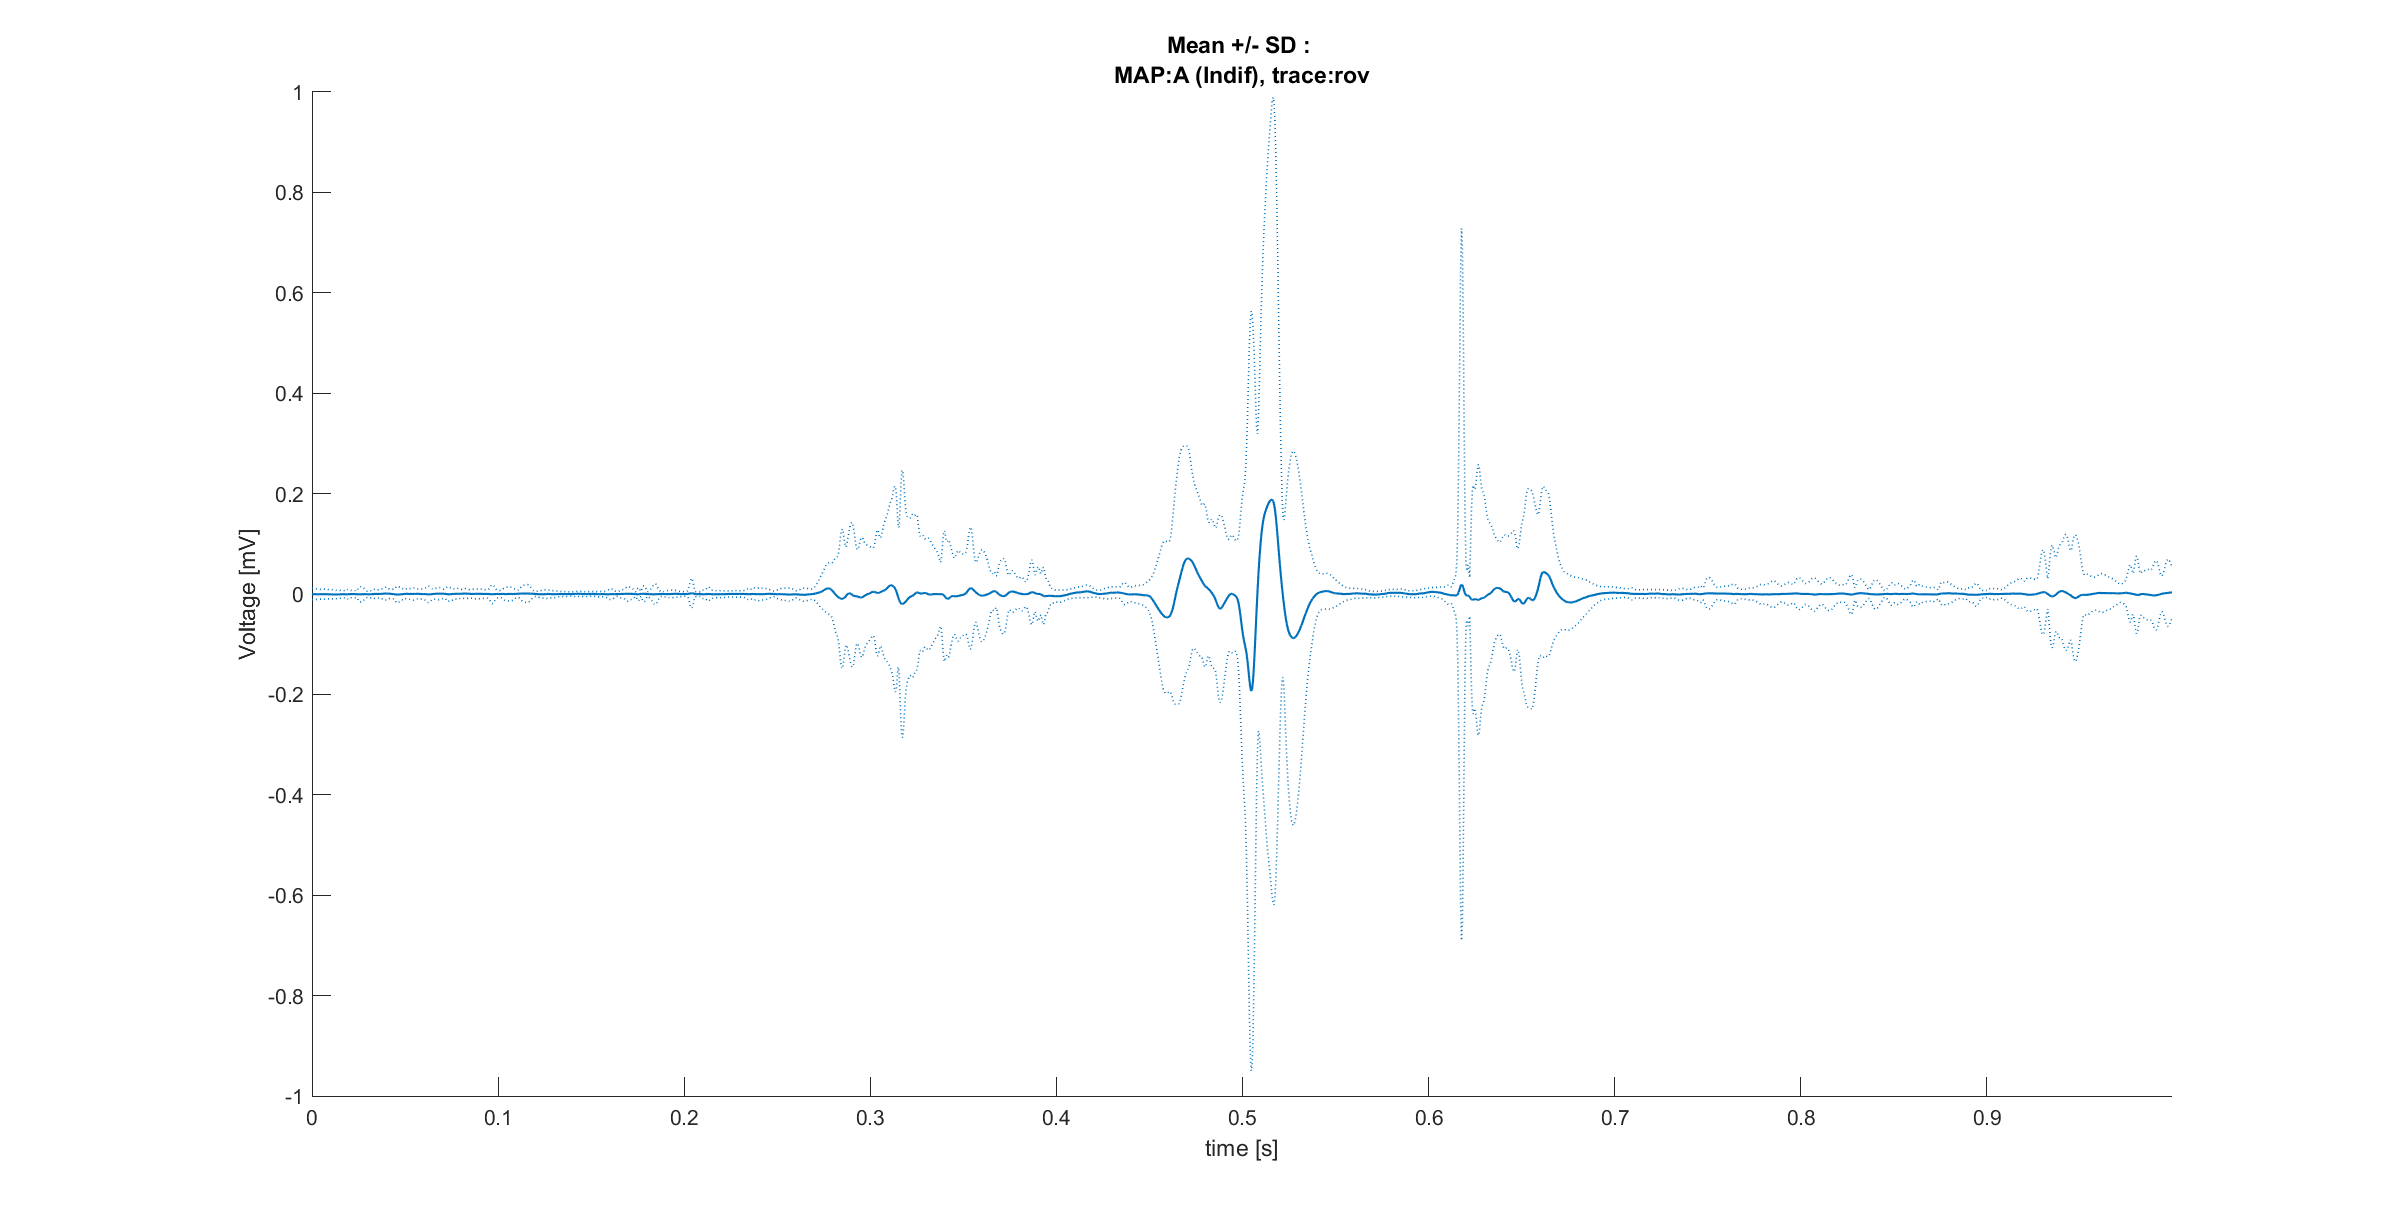 Mean +/- SD :
MAP:A (Indif), trace:rov
1
0.8
0.6
0.4
0.2
0
-0.2
-0.4
-0.6
-0.8
-1
Voltage [mV]
0 0.1 0.2 0.3 0.4 0.5 0.6 0.7 0.8 0.9
time [s]